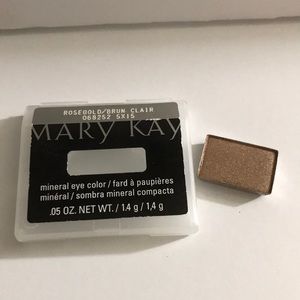 ROSEGOLD/BRUN CLAIR
068252 5X15
MARY KAY
mineral eye color / fard à paupières
minéral / sombra mineral compacta
.05 OZ. NET WT. / 1.4 g / 1,4 g